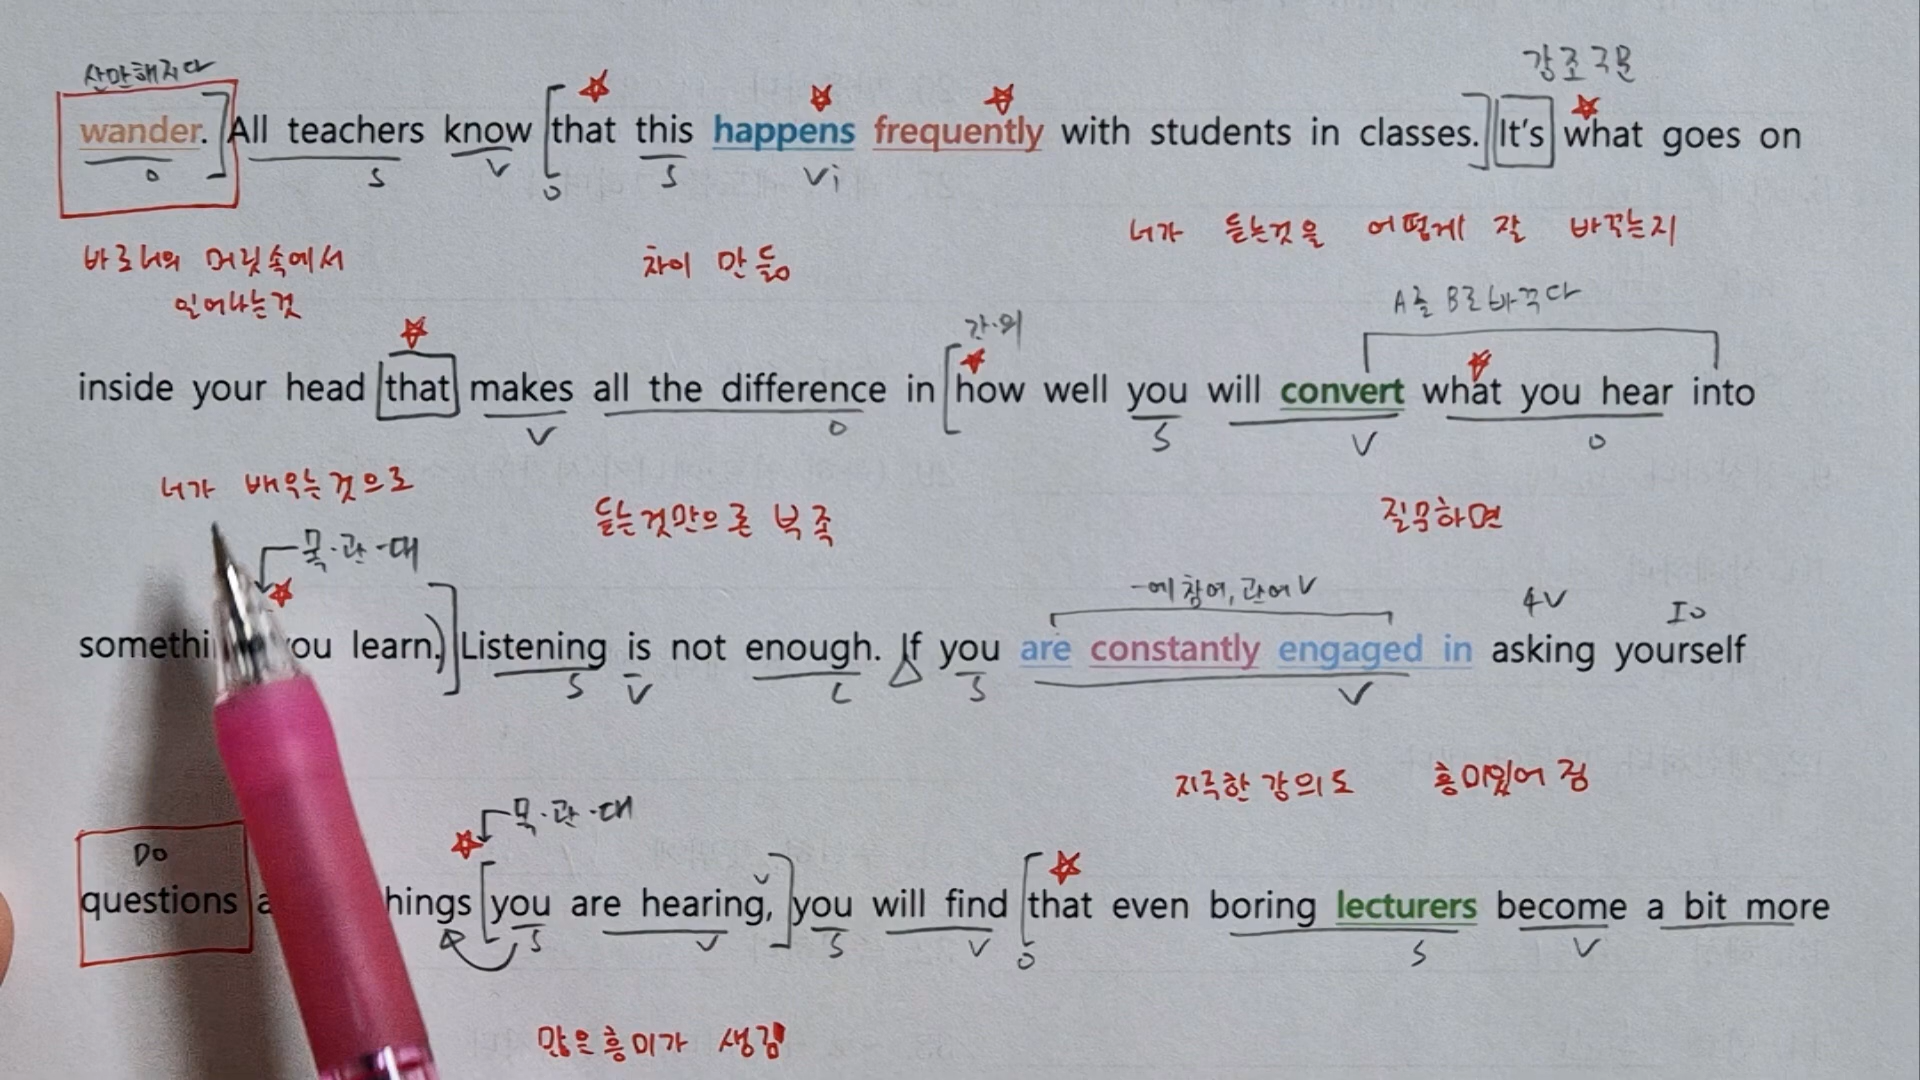 산만해지다 강조구문
wander. All teachers know that this happens frequently with students in classes. It's what goes on
O S V O S Vi
바로너의 머릿속에서 차이 만듦 너가 듣는것을 어떻게 잘 바꾸는지
일어나는것 A를 B로 바꾸다
간·의
inside your head that makes all the difference in how well you will convert what you hear into
V O S V O
너가 배우는것으로 듣는것만으론 부족 질문하면
목·관·대 -에 참여, 관여 V 4V IO
somethi you learn.) Listening is not enough. If you are constantly engaged in asking yourself
S V C S V
지루한 강의도 흥미있어 짐
목·관·대
DO
questions a hings you are hearing, you will find that even boring lecturers become a bit more
S V S V O S V
많은 흥미가 생김